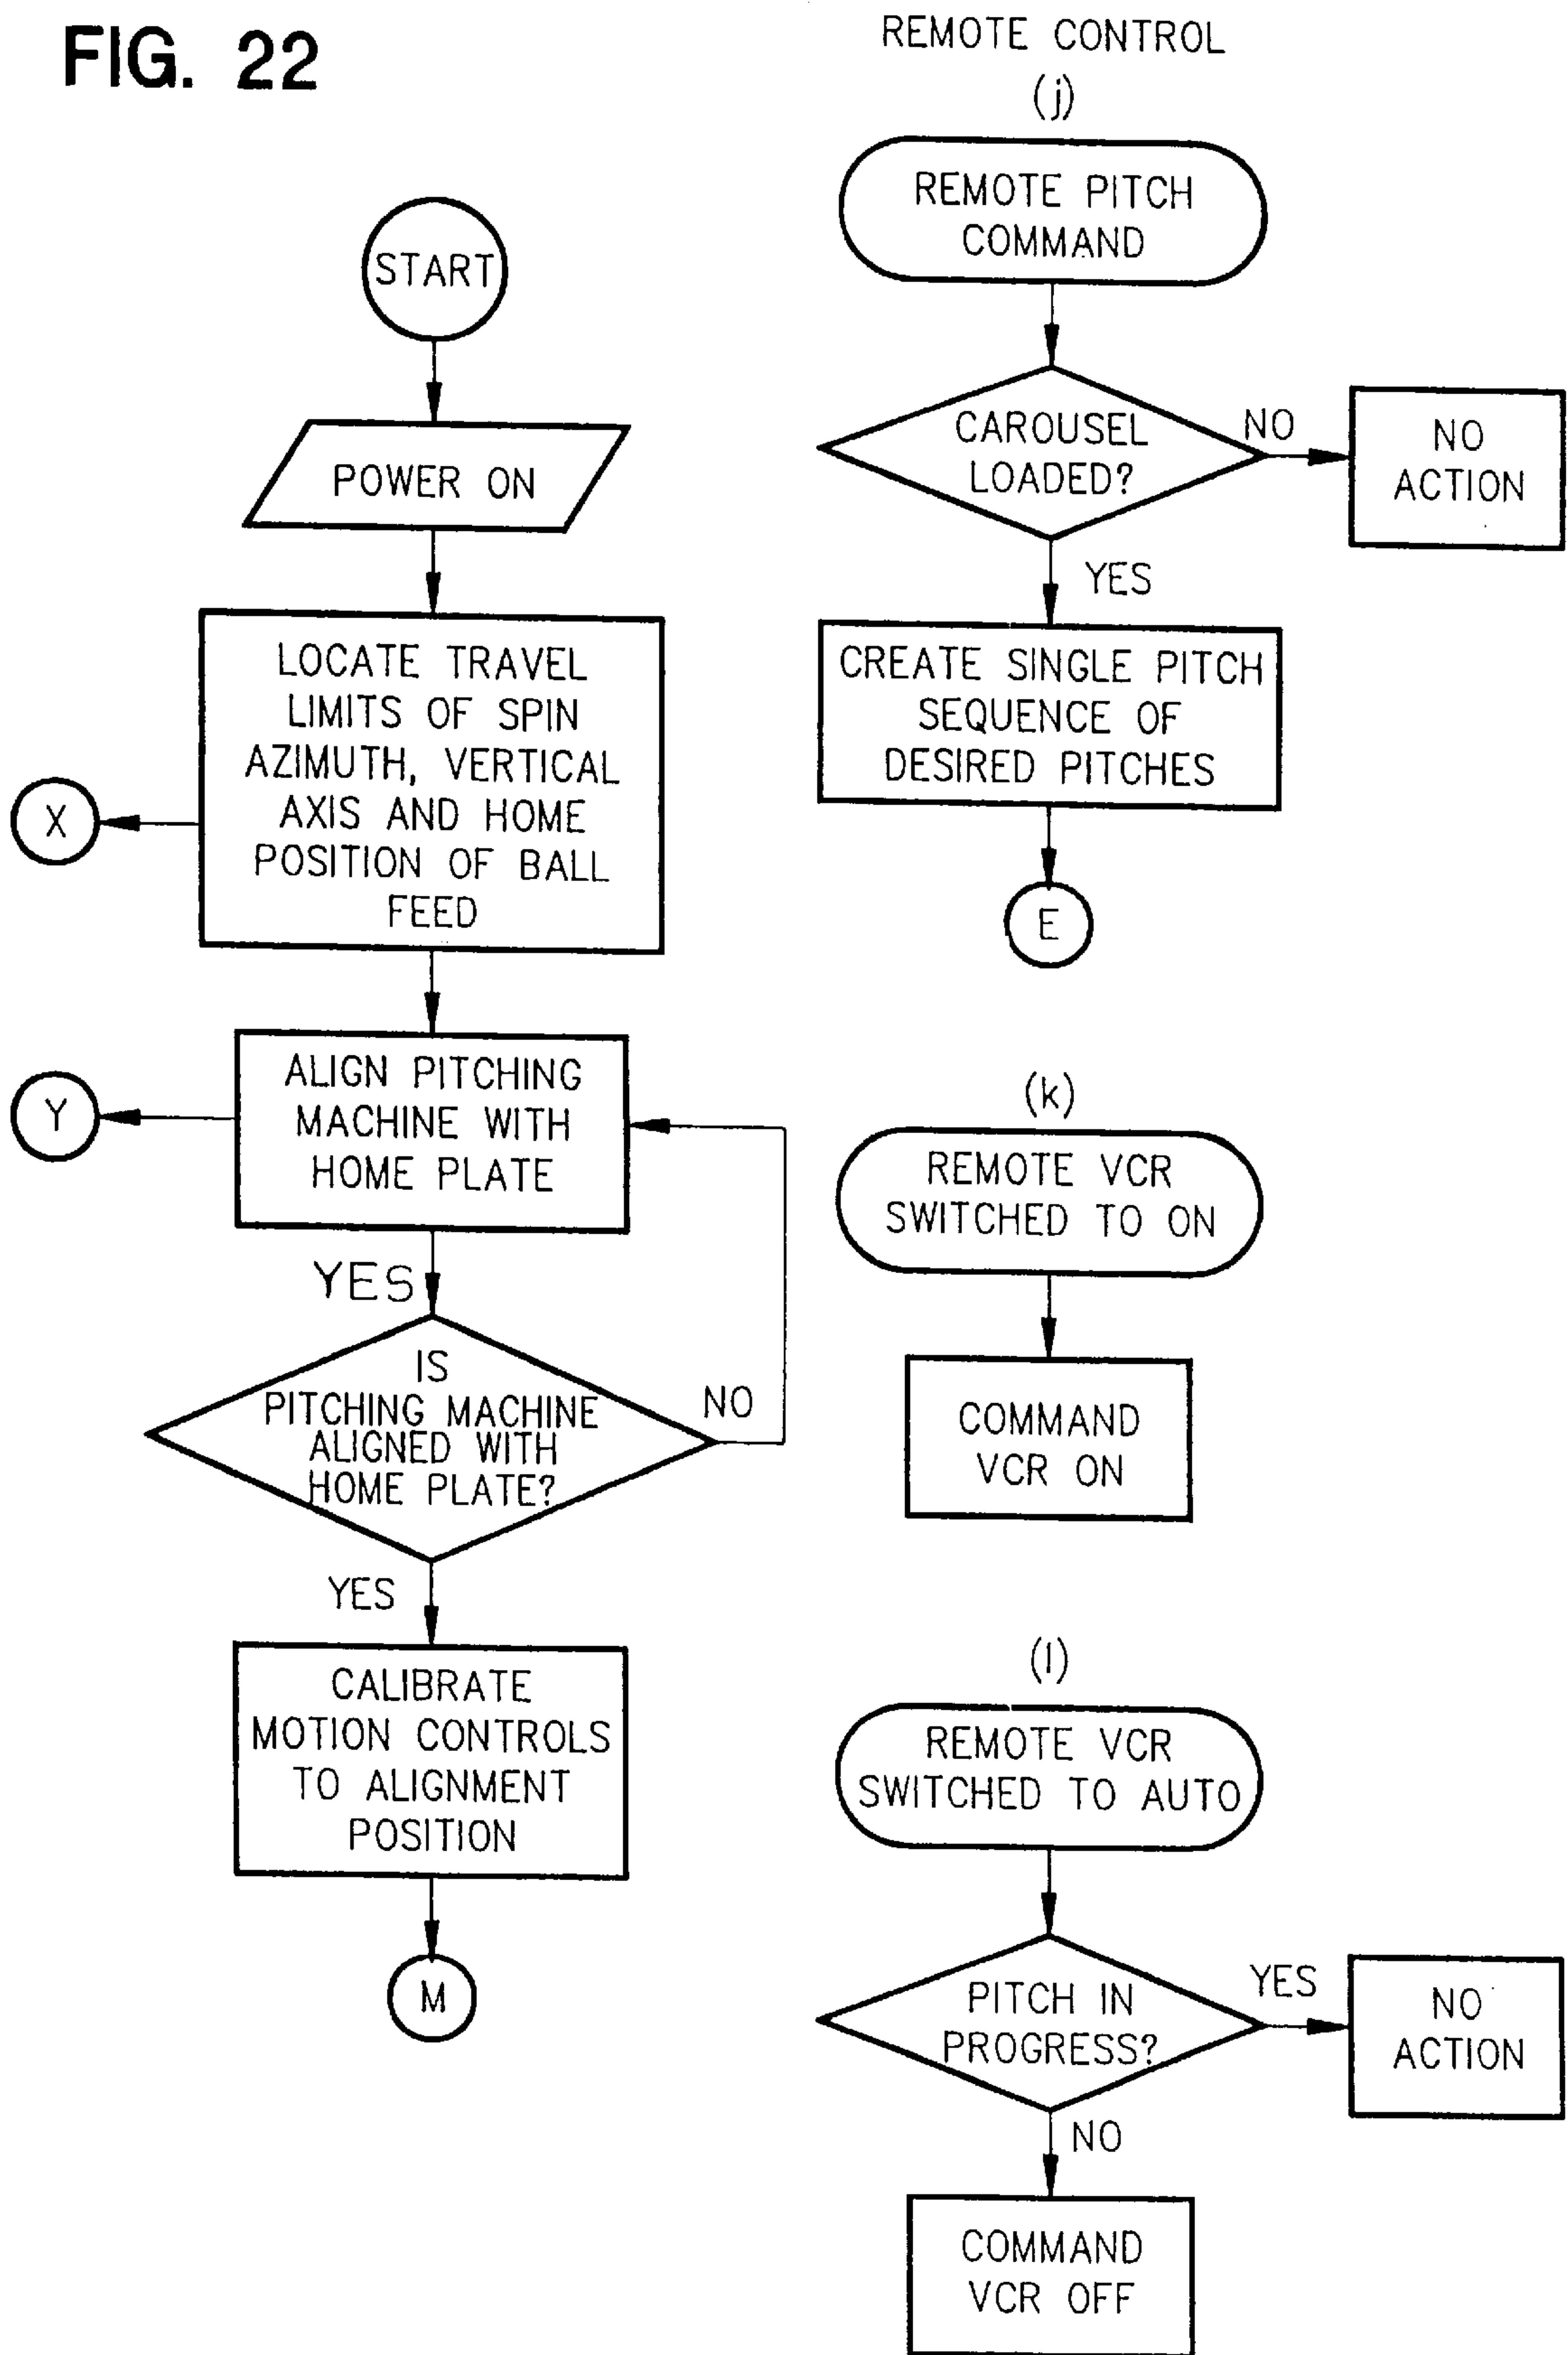 FIG. 22
START
POWER ON
LOCATE TRAVEL
LIMITS OF SPIN
AZIMUTH, VERTICAL
AXIS AND HOME
POSITION OF BALL
FEED
X
ALIGN PITCHING
MACHINE WITH
HOME PLATE
Y
YES
IS
PITCHING MACHINE
ALIGNED WITH
HOME PLATE?
NO
YES
CALIBRATE
MOTION CONTROLS
TO ALIGNMENT
POSITION
M
REMOTE CONTROL
(j)
REMOTE PITCH
COMMAND
CAROUSEL
LOADED?
NO
NO
ACTION
YES
CREATE SINGLE PITCH
SEQUENCE OF
DESIRED PITCHES
E
(k)
REMOTE VCR
SWITCHED TO ON
COMMAND
VCR ON
(l)
REMOTE VCR
SWITCHED TO AUTO
PITCH IN
PROGRESS?
YES
NO
ACTION
NO
COMMAND
VCR OFF